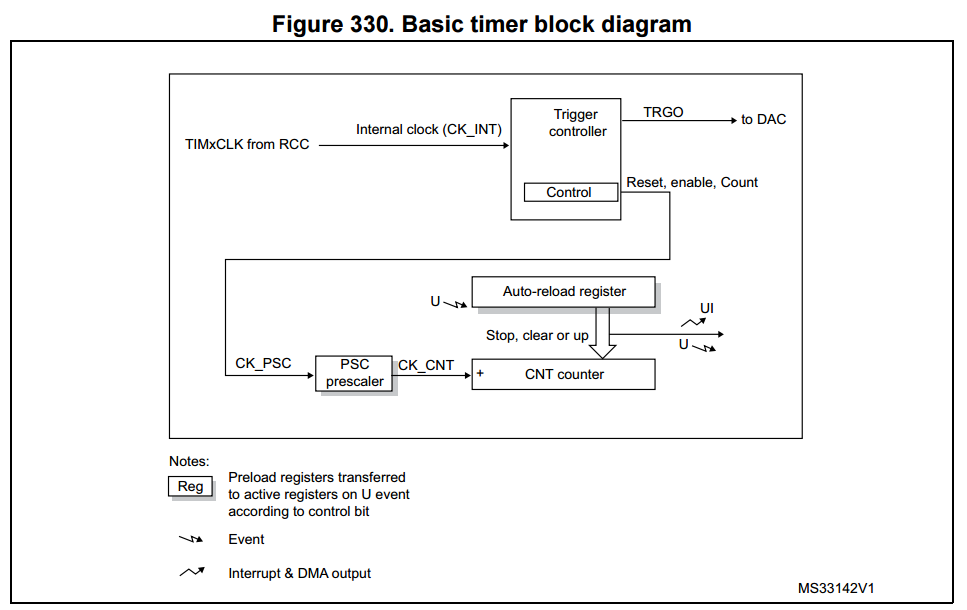 Figure 330. Basic timer block diagram
Trigger
controller
TRGO
to DAC
Internal clock (CK_INT)
TIMxCLK from RCC
Control
Reset, enable, Count
Auto-reload register
U
UI
Stop, clear or up
U
CK_PSC
PSC
prescaler
CK_CNT
+
CNT counter
Notes:
Reg
Preload registers transferred
to active registers on U event
according to control bit
Event
Interrupt & DMA output
MS33142V1